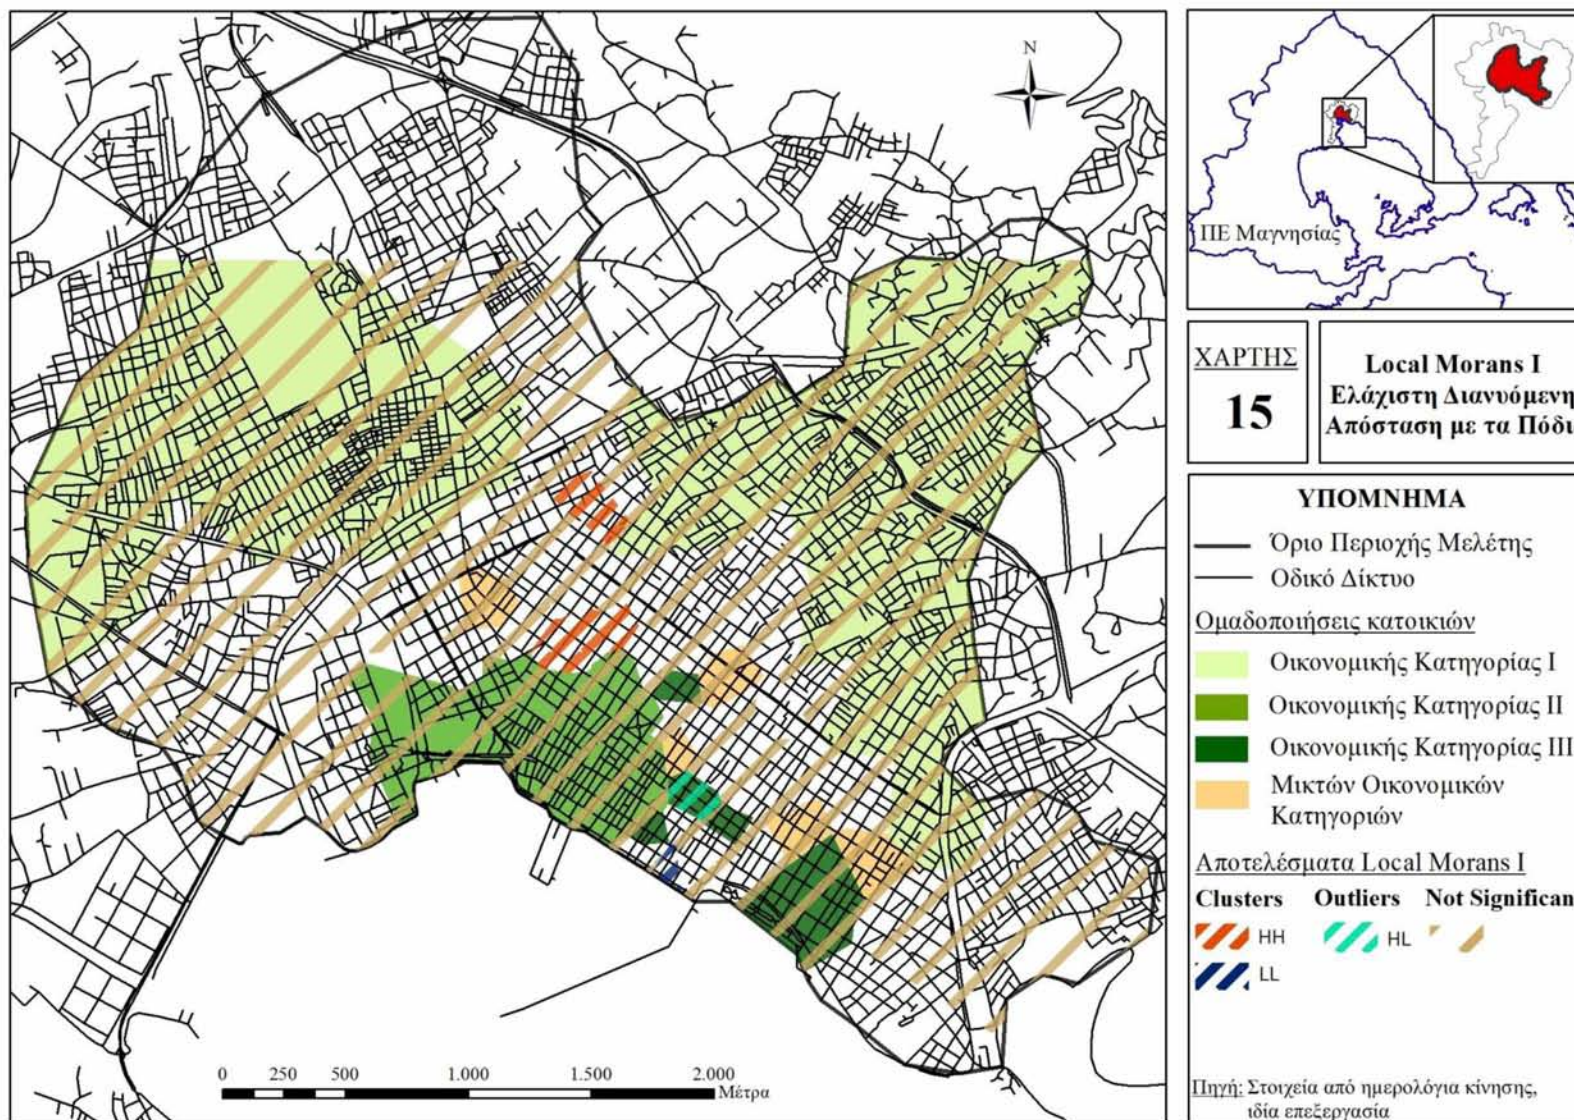 N
ΠΕ Μαγνησίας
ΧΑΡΤΗΣ
15
Local Morans I
Ελάχιστη Διανυόμενη
Απόσταση με τα Πόδι
ΥΠΟΜΝΗΜΑ
Όριο Περιοχής Μελέτης
Οδικό Δίκτυο
Ομαδοποιήσεις κατοικιών
Οικονομικής Κατηγορίας I
Οικονομικής Κατηγορίας II
Οικονομικής Κατηγορίας III
Μικτών Οικονομικών
Κατηγοριών
Αποτελέσματα Local Morans I
Clusters Outliers Not Significan
HH HL
LL
0 250 500 1.000 1.500 2.000
Μέτρα
Πηγή: Στοιχεία από ημερολόγια κίνησης,
ιδία επεξεργασία